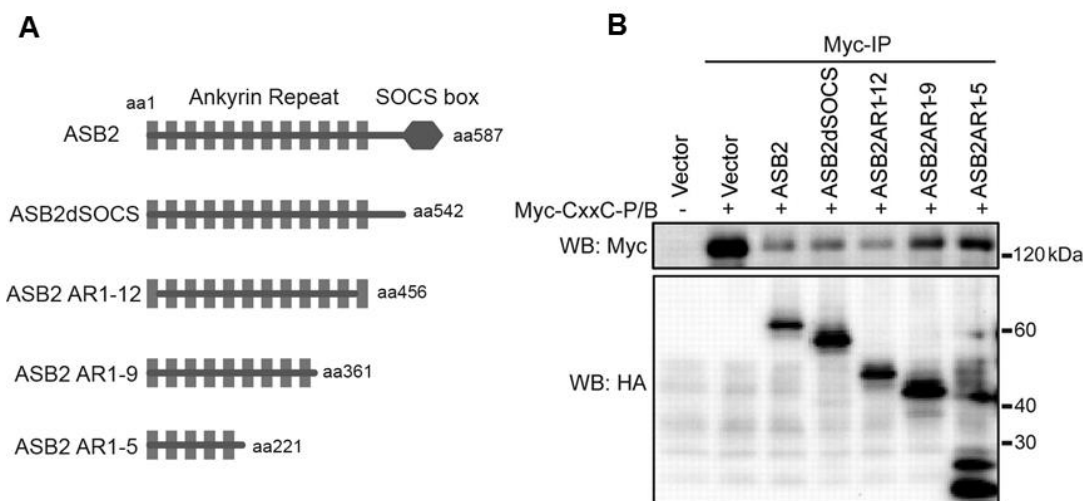 A
aa1
Ankyrin Repeat
SOCS box
ASB2
aa587
ASB2dSOCS
aa542
ASB2 AR1-12
aa456
ASB2 AR1-9
aa361
ASB2 AR1-5
aa221
B
Myc-IP
Vector
Vector
ASB2
ASB2dSOCS
ASB2AR1-12
ASB2AR1-9
ASB2AR1-5
Myc-CxxC-P/B - + + + + + +
WB: Myc
120 kDa
60
WB: HA
40
30